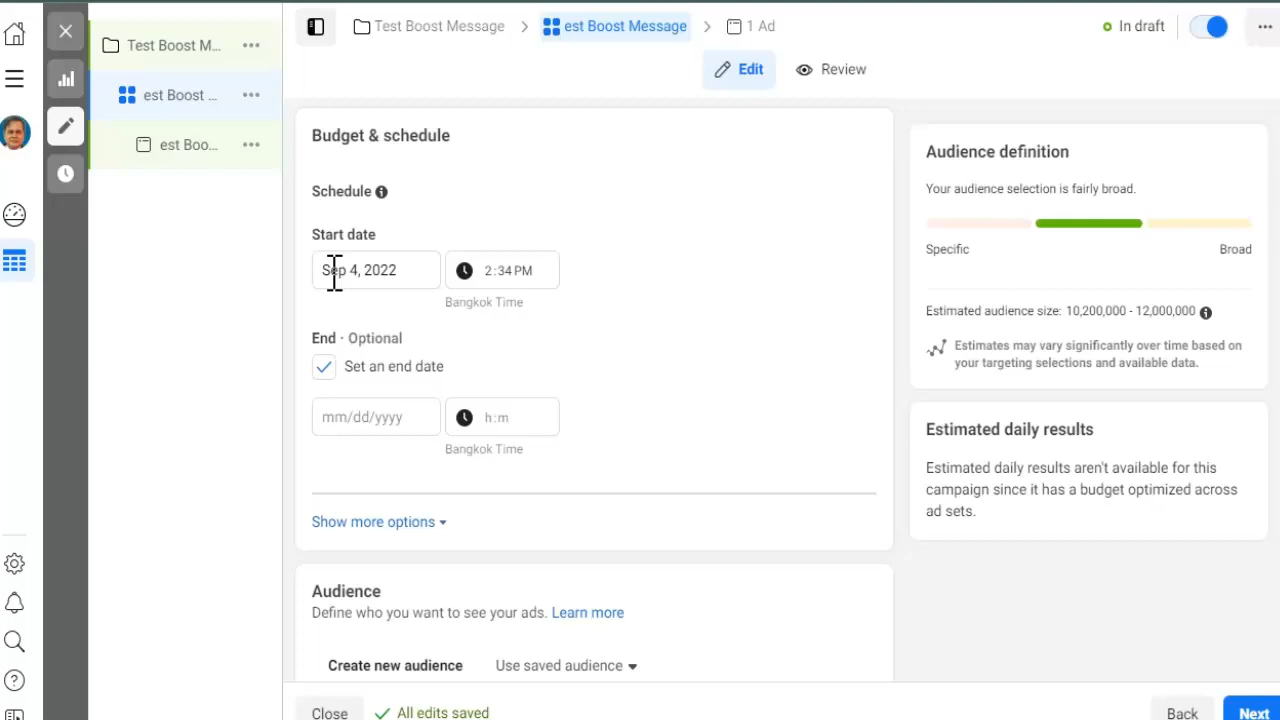 Test Boost Message
est Boost Message
1 Ad
In draft
Edit
Review
Test Boost M...
est Boost ...
est Boo...
Budget & schedule
Schedule
Start date
Sep 4, 2022
2:34 PM
Bangkok Time
End · Optional
Set an end date
mm/dd/yyyy
h:m
Bangkok Time
Show more options
Audience
Define who you want to see your ads. Learn more
Create new audience
Use saved audience
Close
All edits saved
Back
Next
Audience definition
Your audience selection is fairly broad.
Specific
Broad
Estimated audience size: 10,200,000 - 12,000,000
Estimates may vary significantly over time based on
your targeting selections and available data.
Estimated daily results
Estimated daily results aren't available for this
campaign since it has a budget optimized across
ad sets.